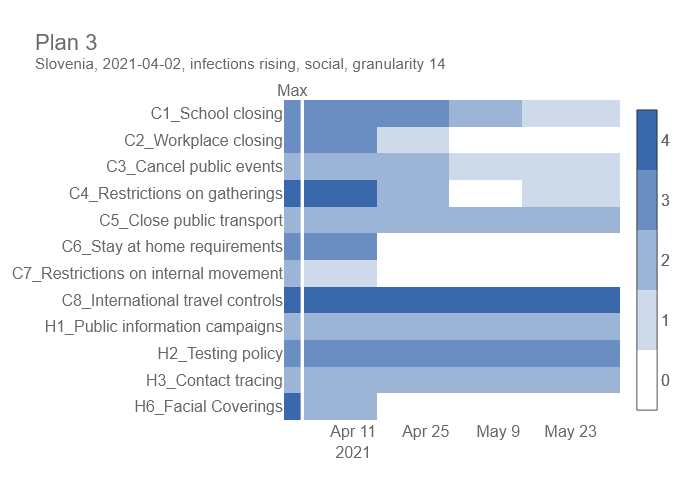 Plan 3
Slovenia, 2021-04-02, infections rising, social, granularity 14
Max
C1_School closing
C2_Workplace closing
C3_Cancel public events
C4_Restrictions on gatherings
C5_Close public transport
C6_Stay at home requirements
C7_Restrictions on internal movement
C8_International travel controls
H1_Public information campaigns
H2_Testing policy
H3_Contact tracing
H6_Facial Coverings
4
3
2
1
0
Apr 11 Apr 25 May 9 May 23
2021